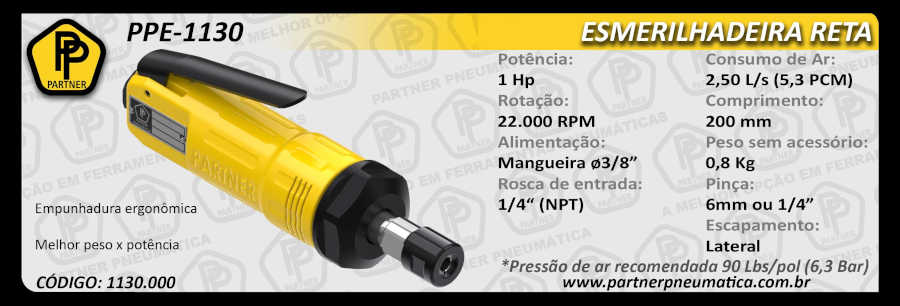 PPE-1130
ESMERILHADEIRA RETA
PARTNER
PARTNER
Empunhadura ergonômica
Melhor peso x potência
CÓDIGO: 1130.000
Potência:
1 Hp
Rotação:
22.000 RPM
Alimentação:
Mangueira ø3/8”
Rosca de entrada:
1/4“ (NPT)
Consumo de Ar:
2,50 L/s (5,3 PCM)
Comprimento:
200 mm
Peso sem acessório:
0,8 Kg
Pinça:
6mm ou 1/4”
Escapamento:
Lateral
*Pressão de ar recomendada 90 Lbs/pol (6,3 Bar)
www.partnerpneumatica.com.br